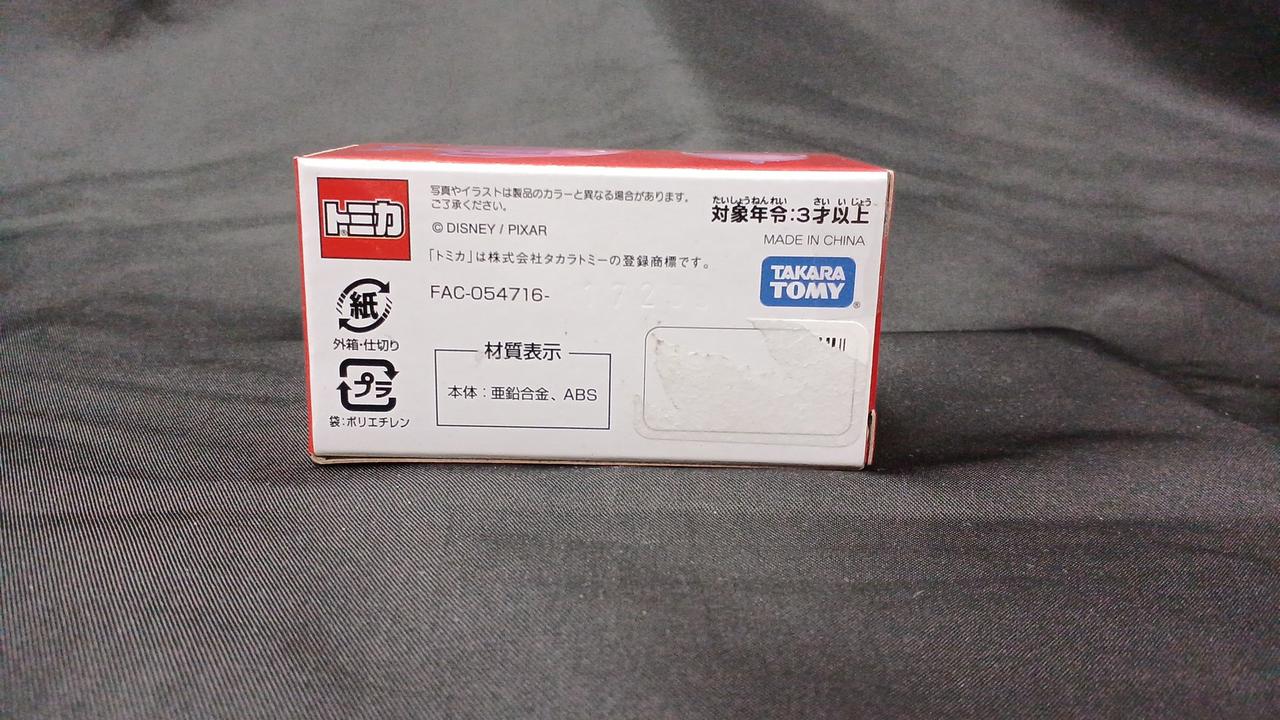 トミカ
写真やイラストは製品のカラーと異なる場合があります。
ご了承ください。
© DISNEY / PIXAR
「トミカ」は株式会社タカラトミーの登録商標です。
FAC-054716-
たいしょうねんれい さい いじょう
対象年令:3才以上
MADE IN CHINA
TAKARA
TOMY
紙
外箱・仕切り
プラ
袋:ポリエチレン
材質表示
本体:亜鉛合金、ABS